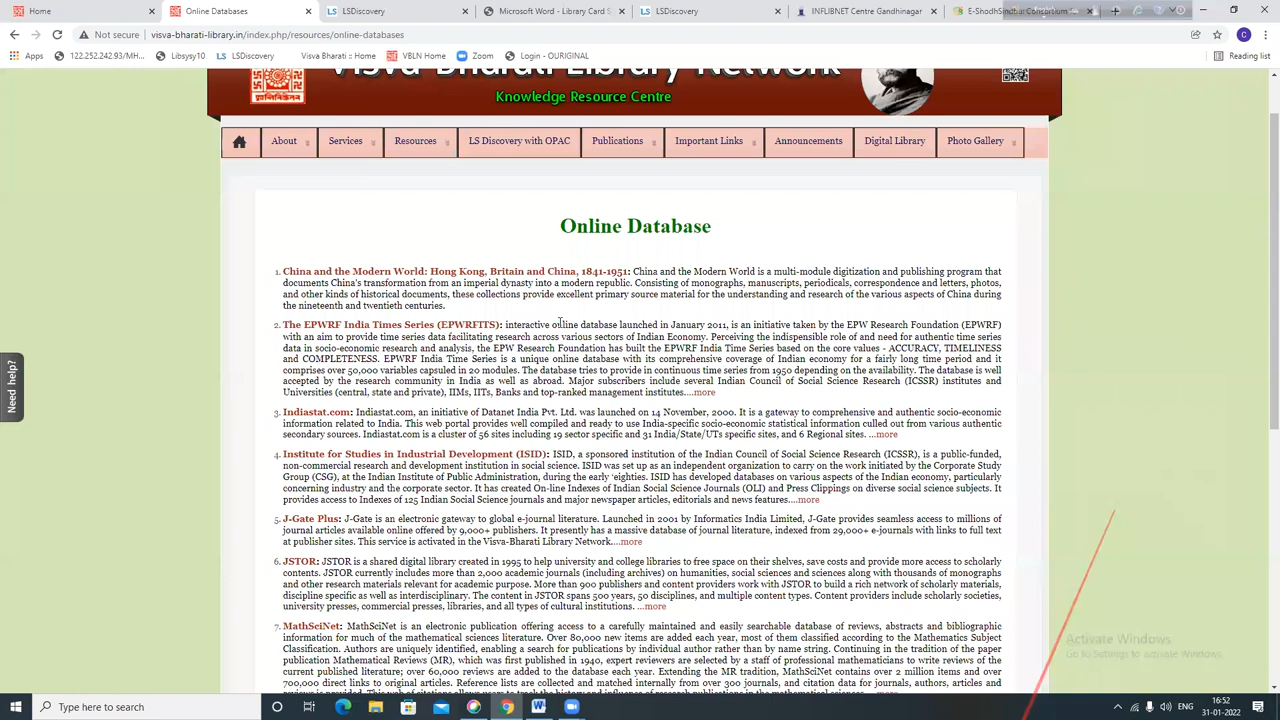 Home
Online Databases
LSDiscovery
Microsoft Word - Library Card S
LSDiscovery
INFLIBNET Centre Gandhinagar
E-ShodhSindhu Consortium
Not secure
visva-bharati-library.in/index.php/resources/online-databases
Apps
122.252.242.93/MH...
Libsysy10
LSDiscovery
Visva Bharati :: Home
VBLN Home
Zoom
Login - OURIGINAL
Reading list
Visva Bharati Library Network
Knowledge Resource Centre
About
Services
Resources
LS Discovery with OPAC
Publications
Important Links
Announcements
Digital Library
Photo Gallery
Online Database
1. China and the Modern World: Hong Kong, Britain and China, 1841-1951: China and the Modern World is a multi-module digitization and publishing program that
documents China's transformation from an imperial dynasty into a modern republic. Consisting of monographs, manuscripts, periodicals, correspondence and letters, photos,
and other kinds of historical documents, these collections provide excellent primary source material for the understanding and research of the various aspects of China during
the nineteenth and twentieth centuries.
2. The EPWRF India Times Series (EPWRFITS): interactive online database launched in January 2011, is an initiative taken by the EPW Research Foundation (EPWRF)
with an aim to provide time series data facilitating research across various sectors of Indian Economy. Perceiving the indispensible role of and need for authentic time series
data in socio-economic research and analysis, the EPW Research Foundation has built the EPWRF India Time Series based on the core values - ACCURACY, TIMELINESS
and COMPLETENESS. EPWRF India Time Series is a unique online database with its comprehensive coverage of Indian economy for a fairly long time period and it
comprises over 50,000 variables capsuled in 20 modules. The database tries to provide in continuous time series from 1950 depending on the availability. The database is well
accepted by the research community in India as well as abroad. Major subscribers include several Indian Council of Social Science Research (ICSSR) institutes and
Universities (central, state and private), IIMs, IITs, Banks and top-ranked management institutes....more
3. Indiastat.com: Indiastat.com, an initiative of Datanet India Pvt. Ltd. was launched on 14 November, 2000. It is a gateway to comprehensive and authentic socio-economic
information related to India. This web portal provides well compiled and ready to use India-specific socio-economic statistical information culled out from various authentic
secondary sources. Indiastat.com is a cluster of 56 sites including 19 sector specific and 31 India/State/UTs specific sites, and 6 Regional sites. ...more
4. Institute for Studies in Industrial Development (ISID): ISID, a sponsored institution of the Indian Council of Social Science Research (ICSSR), is a public-funded,
non-commercial research and development institution in social science. ISID was set up as an independent organization to carry on the work initiated by the Corporate Study
Group (CSG), at the Indian Institute of Public Administration, during the early 'eighties. ISID has developed databases on various aspects of the Indian economy, particularly
concerning industry and the corporate sector. It has created On-line Indexes of Indian Social Science Journals (OLI) and Press Clippings on diverse social science subjects. It
provides access to Indexes of 125 Indian Social Science journals and major newspaper articles, editorials and news features....more
5. J-Gate Plus: J-Gate is an electronic gateway to global e-journal literature. Launched in 2001 by Informatics India Limited, J-Gate provides seamless access to millions of
journal articles available online offered by 9,000+ publishers. It presently has a massive database of journal literature, indexed from 29,000+ e-journals with links to full text
at publisher sites. This service is activated in the Visva-Bharati Library Network....more
6. JSTOR: JSTOR is a shared digital library created in 1995 to help university and college libraries to free space on their shelves, save costs and provide more access to scholarly
contents. JSTOR currently includes more than 2,000 academic journals (including archives) on humanities, social sciences and sciences along with thousands of monographs
and other research materials relevant for academic purpose. More than 900 publishers and content providers work with JSTOR to build a rich network of scholarly materials,
discipline specific as well as interdisciplinary. The content in JSTOR spans 500 years, 50 disciplines, and multiple content types. Content providers include scholarly societies,
university presses, commercial presses, libraries, and all types of cultural institutions. ...more
7. MathSciNet: MathSciNet is an electronic publication offering access to a carefully maintained and easily searchable database of reviews, abstracts and bibliographic
information for much of the mathematical sciences literature. Over 80,000 new items are added each year, most of them classified according to the Mathematics Subject
Classification. Authors are uniquely identified, enabling a search for publications by individual author rather than by name string. Continuing in the tradition of the paper
publication Mathematical Reviews (MR), which was first published in 1940, expert reviewers are selected by a staff of professional mathematicians to write reviews of the
current published literature; over 60,000 reviews are added to the database each year. Extending the MR tradition, MathSciNet contains over 2 million items and over
700,000 direct links to original articles. Reference lists are collected and matched internally from over 300 journals, and citation data for journals, authors, articles and
Need help?
Activate Windows
Go to Settings to activate Windows.
Type here to search
ENG
16:52
31-01-2022